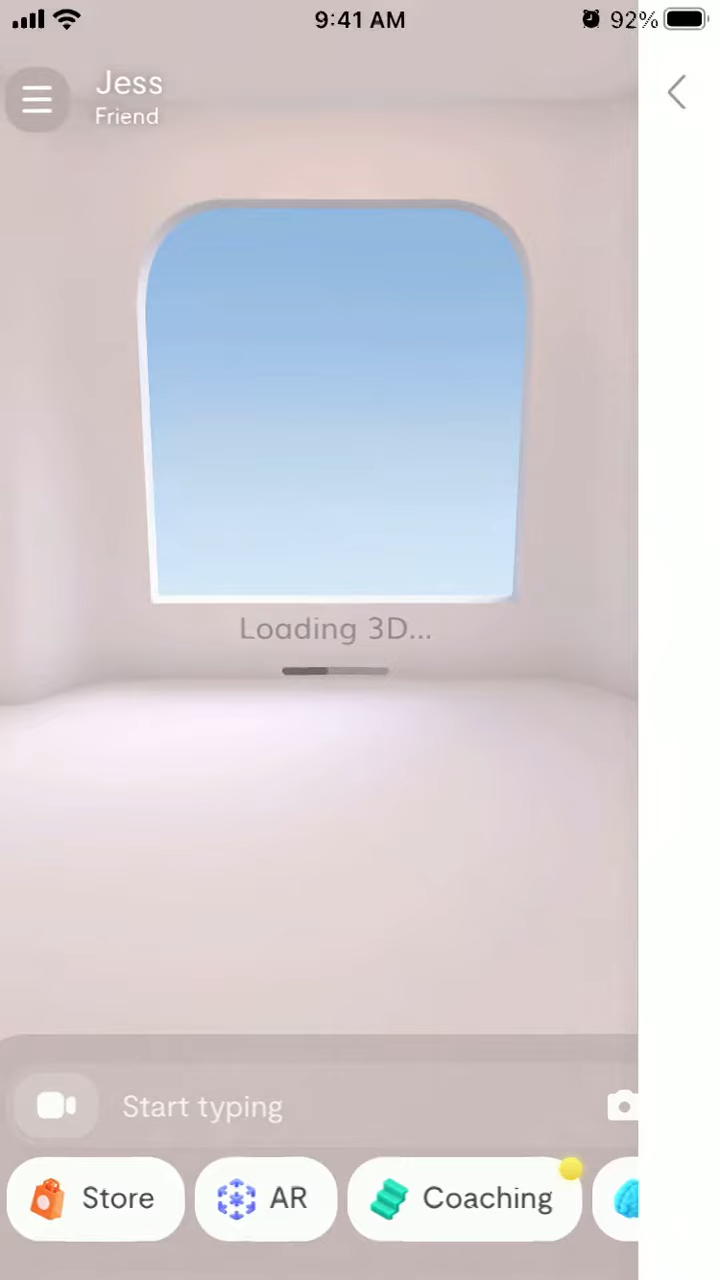 9:41 AM
92%
Jess
Friend
Loading 3D...
Start typing
Store
AR
Coaching